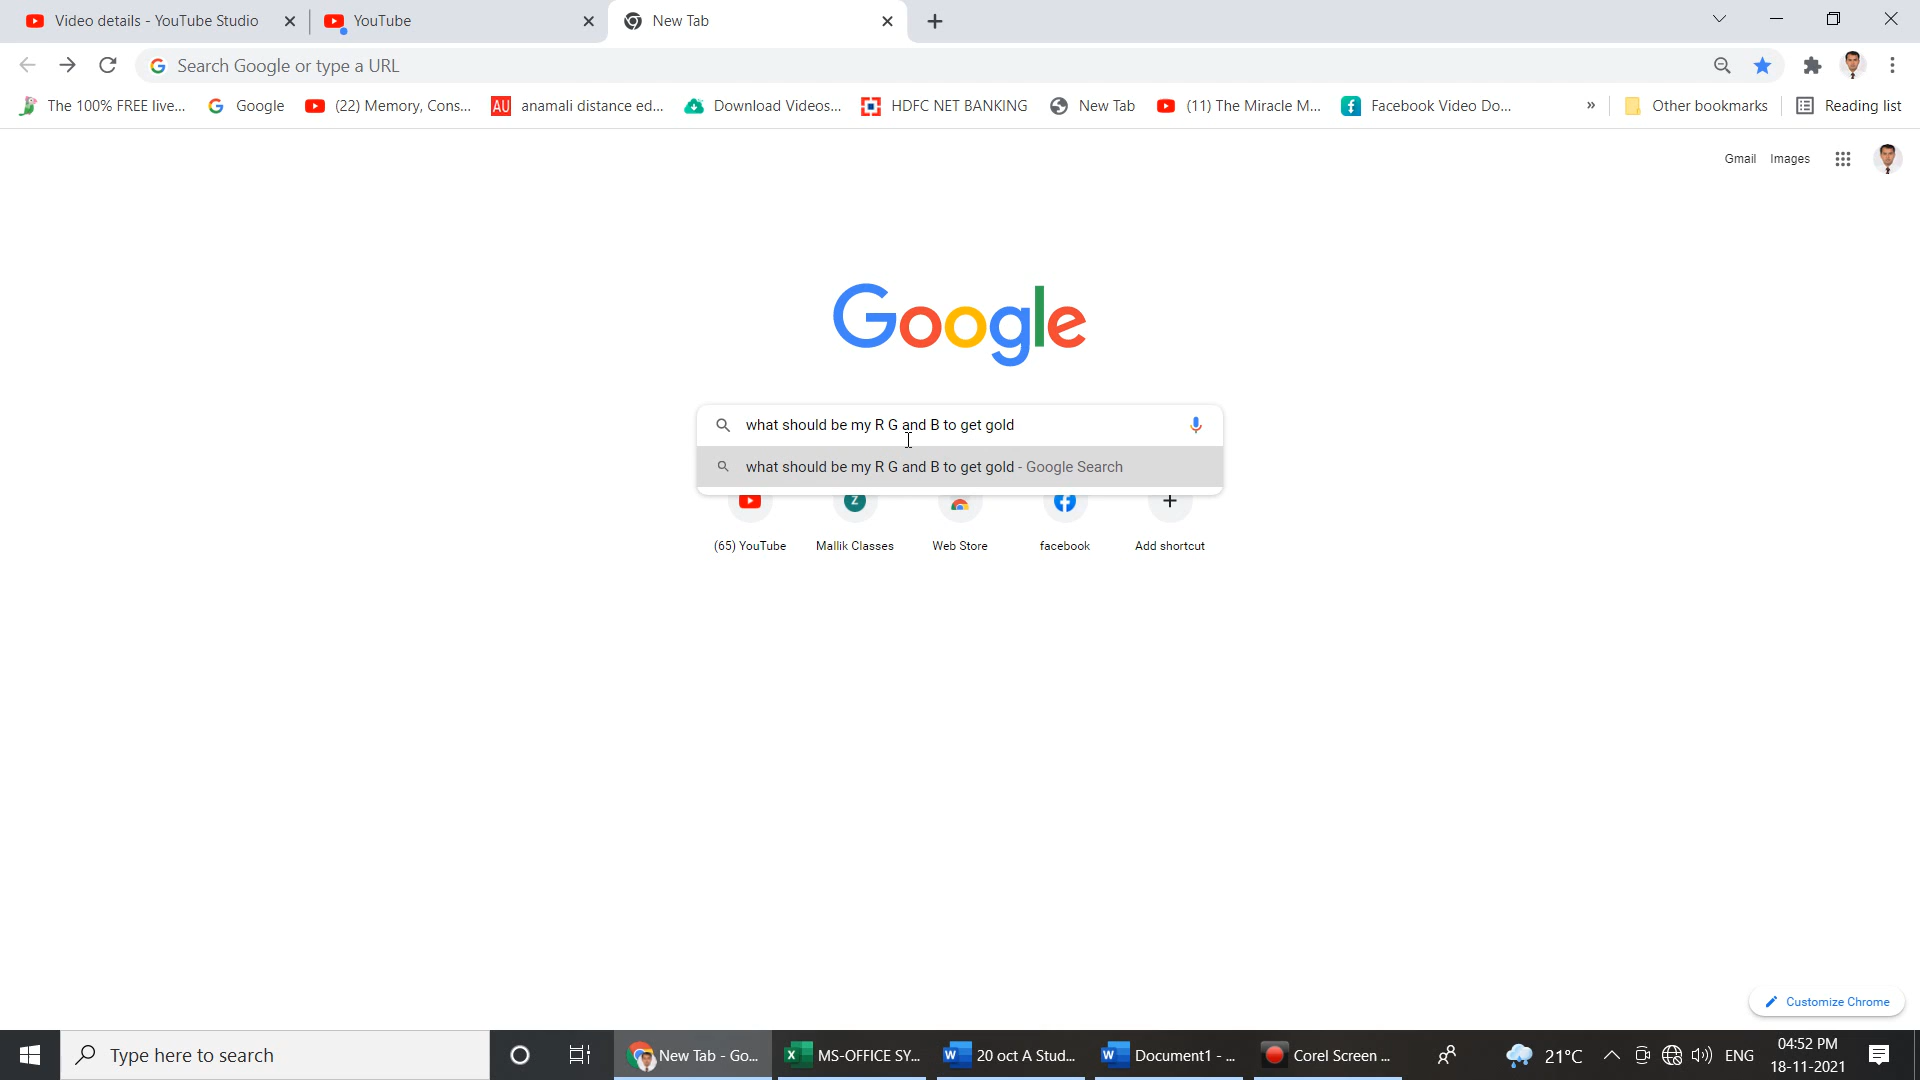 Video details - YouTube Studio
YouTube
New Tab
Search Google or type a URL
The 100% FREE live...
Google
(22) Memory, Cons...
AU anamali distance ed...
Download Videos...
HDFC NET BANKING
New Tab
(11) The Miracle M...
Facebook Video Do...
»
Other bookmarks
Reading list
Gmail
Images
Google
what should be my R G and B to get gold
what should be my R G and B to get gold - Google Search
Z
(65) YouTube
Mallik Classes
Web Store
facebook
Add shortcut
Customize Chrome
Type here to search
New Tab - Go...
MS-OFFICE SY...
20 oct A Stud...
Document1 - ...
Corel Screen ...
21°C
ENG
04:52 PM
18-11-2021